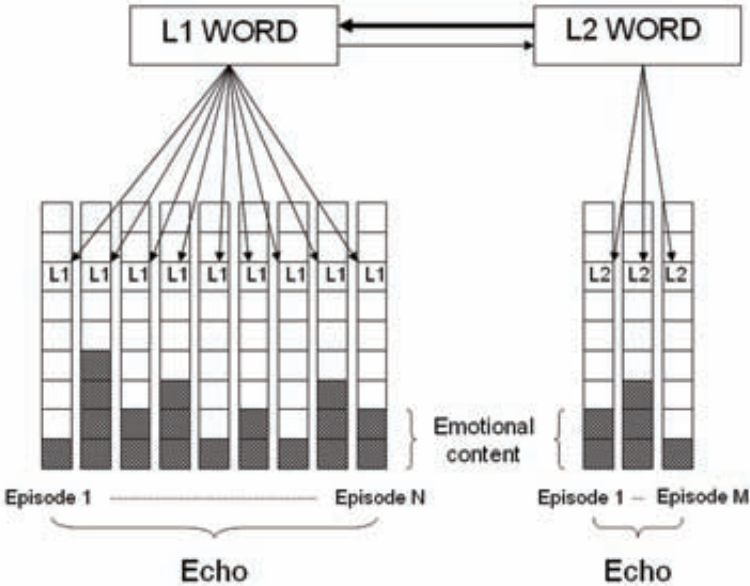 L1 WORD
L2 WORD
L1 L1 L1 L1 L1 L1 L1 L1 L1
L2 L2 L2
Emotional
content
Episode 1
Episode N
Episode 1 -- Episode M
Echo
Echo